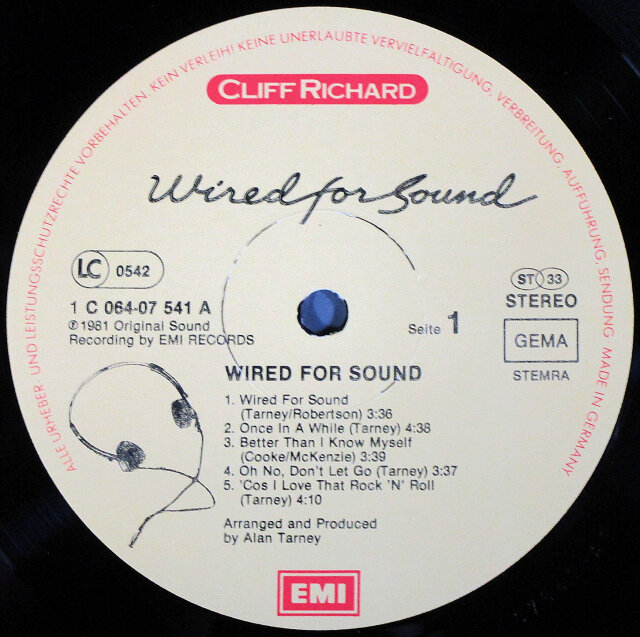 ALLE URHEBER- UND LEISTUNGSSCHUTZRECHTE VORBEHALTEN. KEIN VERLEIH! KEINE UNERLAUBTE VERVIELFÄLTIGUNG, VERBREITUNG, AUFFÜHRUNG, SENDUNG MADE IN GERMANY
CLIFF RICHARD
Wired for Sound
LC 0542
1 C 064-07 541 A
℗1981 Original Sound
Recording by EMI RECORDS
ST 33
STEREO
Seite 1
GEMA
STEMRA
WIRED FOR SOUND
1. Wired For Sound
(Tarney/Robertson) 3:36
2. Once In A While (Tarney) 4:38
3. Better Than I Know Myself
(Cooke/McKenzie) 3:39
4. Oh No, Don't Let Go (Tarney) 3:37
5. 'Cos I Love That Rock 'N' Roll
(Tarney) 4:10
Arranged and Produced
by Alan Tarney
EMI